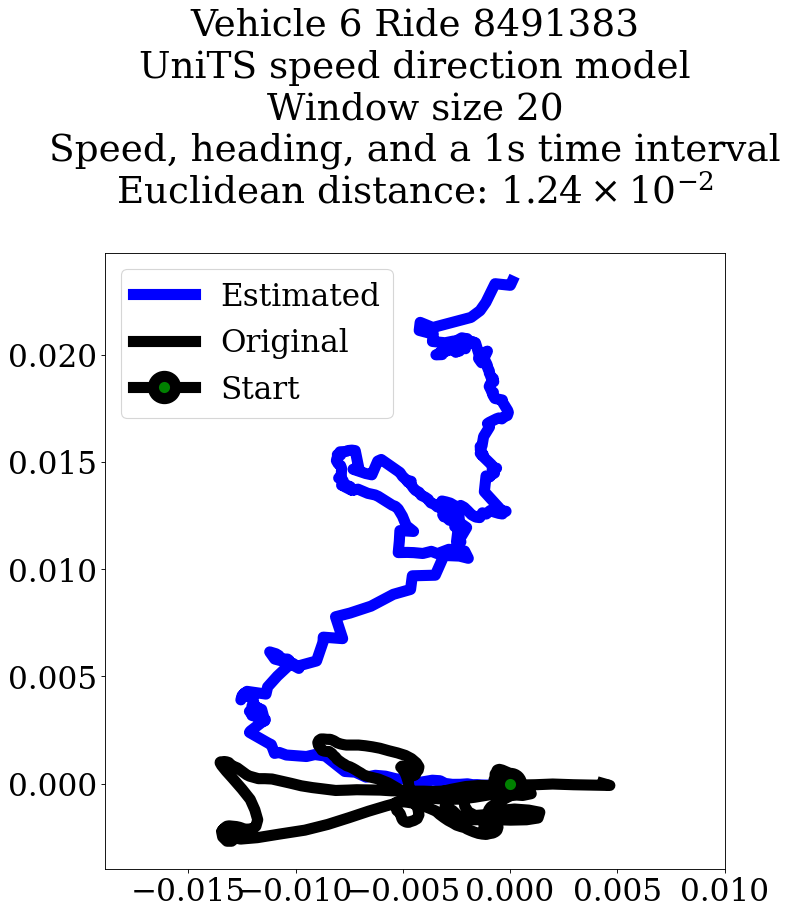 Vehicle 6 Ride 8491383
UniTS speed direction model
Window size 20
Speed, heading, and a 1s time interval
Euclidean distance: 1.24 × 10⁻²
Estimated
Original
Start
0.020
0.015
0.010
0.005
0.000
−0.015 −0.010 −0.005 0.000 0.005 0.010